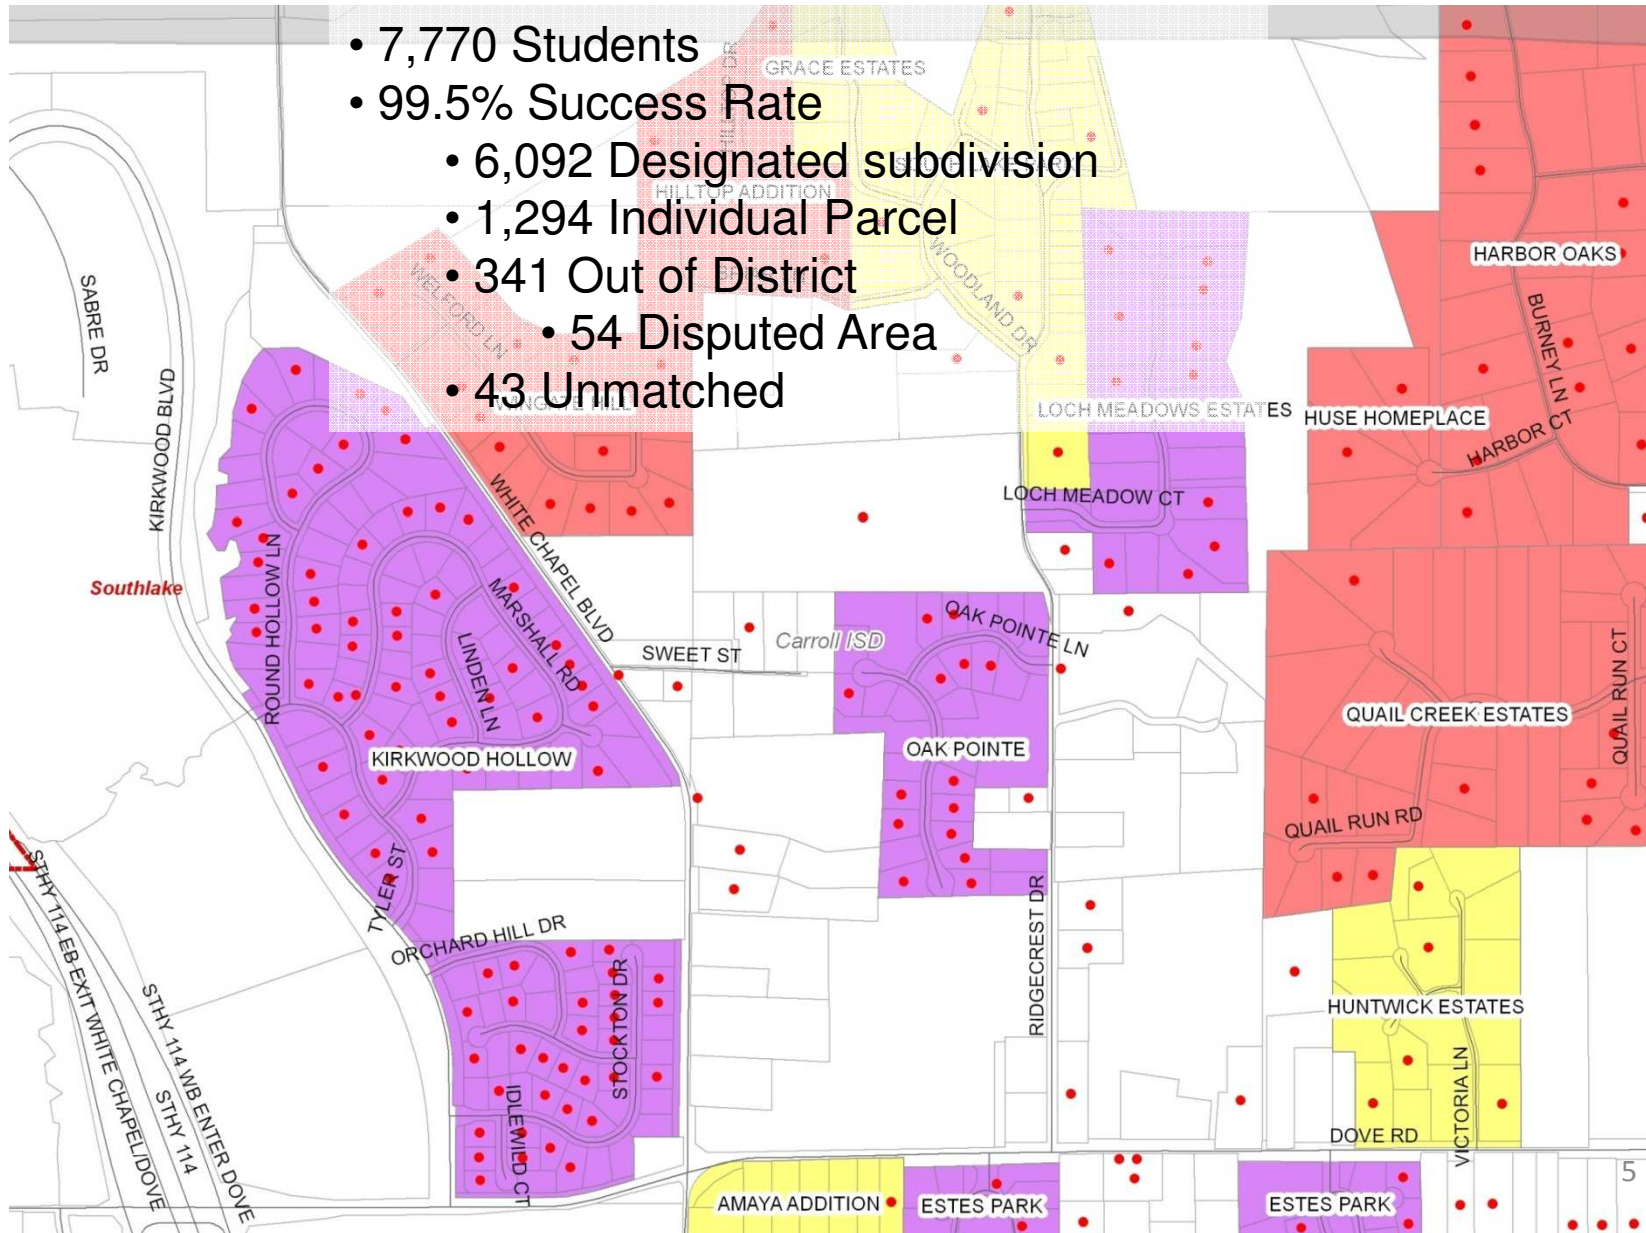 • 7,770 Students
• 99.5% Success Rate
• 6,092 Designated subdivision
• 1,294 Individual Parcel
• 341 Out of District
• 54 Disputed Area
• 43 Unmatched
HILLTOP DR
GRACE ESTATES
SOUTHLAKE PARK
HILLTOP ADDITION
WELFORD LN
WOODLAND DR
WINGATE HILL
LOCH MEADOWS ESTATES
HARBOR OAKS
BURNEY LN
HUSE HOMEPLACE
HARBOR CT
SABRE DR
KIRKWOOD BLVD
LOCH MEADOW CT
WHITE CHAPEL BLVD
Southlake
ROUND HOLLOW LN
MARSHALL RD
LINDEN LN
SWEET ST
Carroll ISD
OAK POINTE LN
QUAIL RUN CT
QUAIL CREEK ESTATES
KIRKWOOD HOLLOW
OAK POINTE
QUAIL RUN RD
TYLER ST
ORCHARD HILL DR
STOCKTON DR
RIDGECREST DR
HUNTWICK ESTATES
STHY 114 EB EXIT WHITE CHAPEL/DOVE
STHY 114 WB ENTER DOVE
STHY 114
IDLEWILD CT
VICTORIA LN
DOVE RD
AMAYA ADDITION
ESTES PARK
ESTES PARK
5